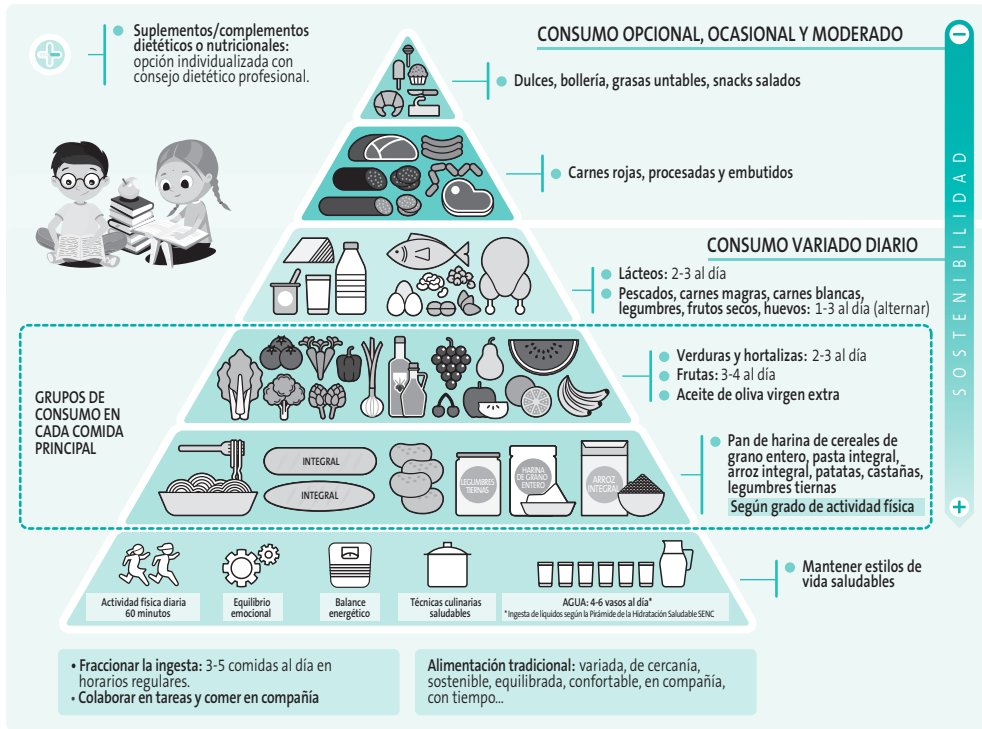 Suplementos/complementos
dietéticos o nutricionales:
opción individualizada con
consejo dietético profesional.
CONSUMO OPCIONAL, OCASIONAL Y MODERADO
Dulces, bollería, grasas untables, snacks salados
Carnes rojas, procesadas y embutidos
CONSUMO VARIADO DIARIO
Lácteos: 2-3 al día
Pescados, carnes magras, carnes blancas,
legumbres, frutos secos, huevos: 1-3 al día (alternar)
SOSTENIBILIDAD
GRUPOS DE
CONSUMO EN
CADA COMIDA
PRINCIPAL
Verduras y hortalizas: 2-3 al día
Frutas: 3-4 al día
Aceite de oliva virgen extra
INTEGRAL
INTEGRAL
LEGUMBRES
TIERNAS
HARINA
DE GRANO
ENTERO
ARROZ
INTEGRAL
Pan de harina de cereales de
grano entero, pasta integral,
arroz integral, patatas, castañas,
legumbres tiernas
Según grado de actividad física
Actividad física diaria
60 minutos
Equilibrio
emocional
Balance
energético
Técnicas culinarias
saludables
AGUA: 4-6 vasos al día*
*Ingesta de líquidos según la Pirámide de la Hidratación Saludable SENC
Mantener estilos de
vida saludables
• Fraccionar la ingesta: 3-5 comidas al día en
horarios regulares.
• Colaborar en tareas y comer en compañía
Alimentación tradicional: variada, de cercanía,
sostenible, equilibrada, confortable, en compañía,
con tiempo...